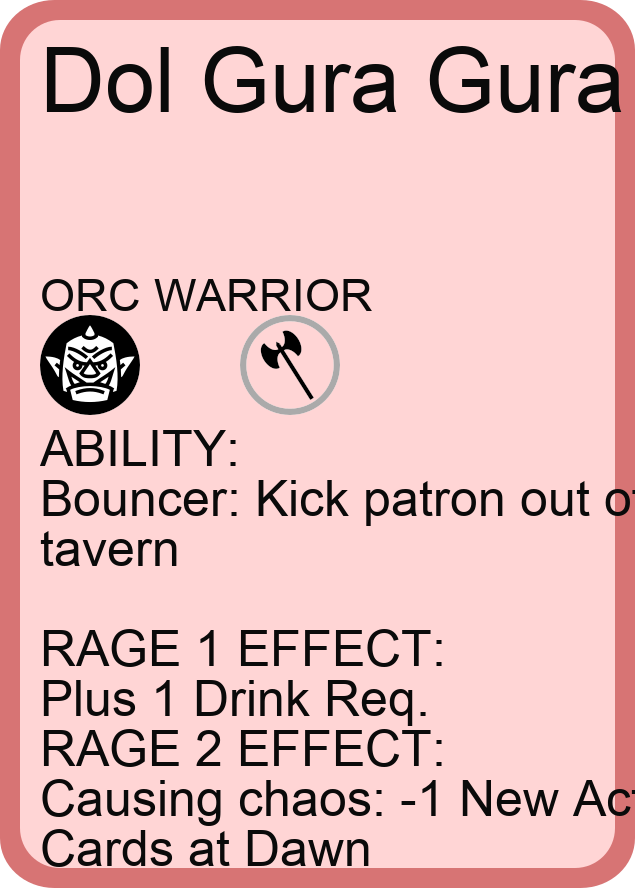 Dol Gura Gura
ORC WARRIOR
ABILITY:
Bouncer: Kick patron out
tavern
RAGE 1 EFFECT:
Plus 1 Drink Req.
RAGE 2 EFFECT:
Causing chaos: -1 New
Cards at Dawn